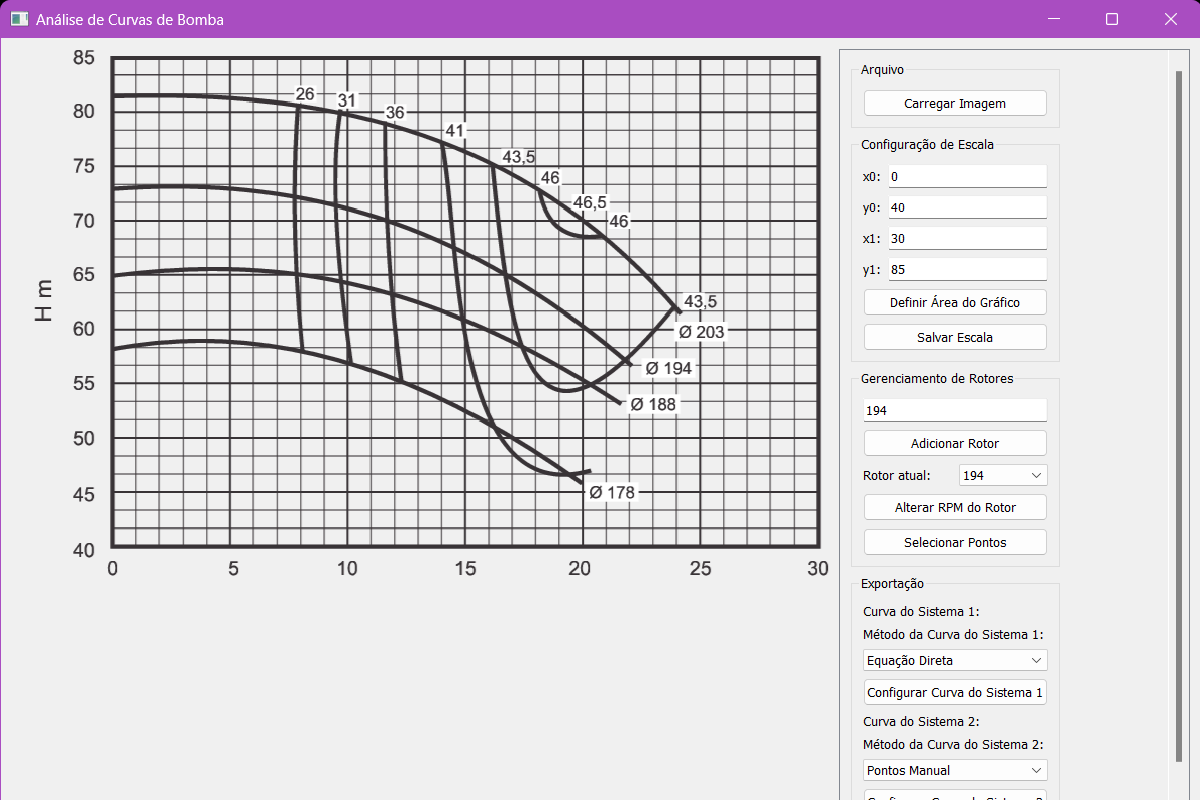 Análise de Curvas de Bomba
85
80
75
70
65
60
55
50
45
40
H m
0 5 10 15 20 25 30
26
31
36
41
43,5
46
46,5
46
43,5
Ø 203
Ø 194
Ø 188
Ø 178
Arquivo
Carregar Imagem
Configuração de Escala
x0: 0
y0: 40
x1: 30
y1: 85
Definir Área do Gráfico
Salvar Escala
Gerenciamento de Rotores
194
Adicionar Rotor
Rotor atual: 194
Alterar RPM do Rotor
Selecionar Pontos
Exportação
Curva do Sistema 1:
Método da Curva do Sistema 1:
Equação Direta
Configurar Curva do Sistema 1
Curva do Sistema 2:
Método da Curva do Sistema 2:
Pontos Manual